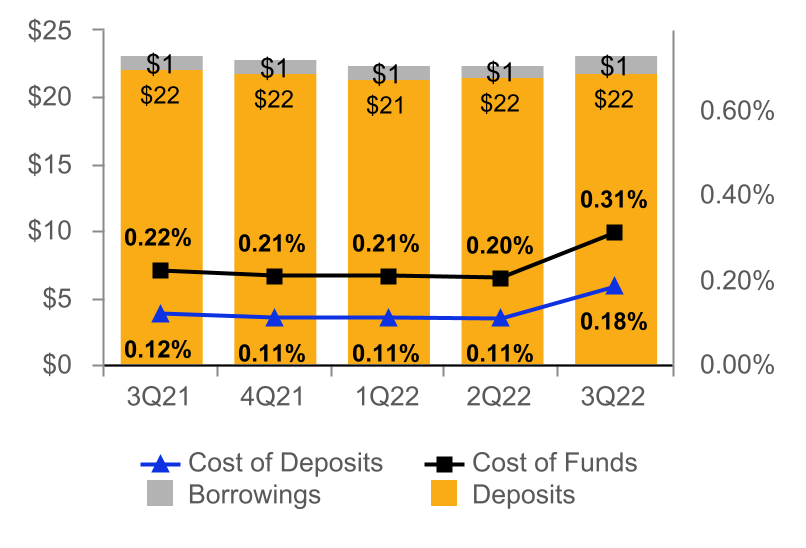 $25
$20
$15
$10
$5
$0
0.60%
0.40%
0.20%
0.00%
$1 $1 $1 $1 $1
$22 $22 $21 $22 $22
0.22% 0.21% 0.21% 0.20% 0.31%
0.12% 0.11% 0.11% 0.11% 0.18%
3Q21 4Q21 1Q22 2Q22 3Q22
Cost of Deposits Cost of Funds
Borrowings Deposits